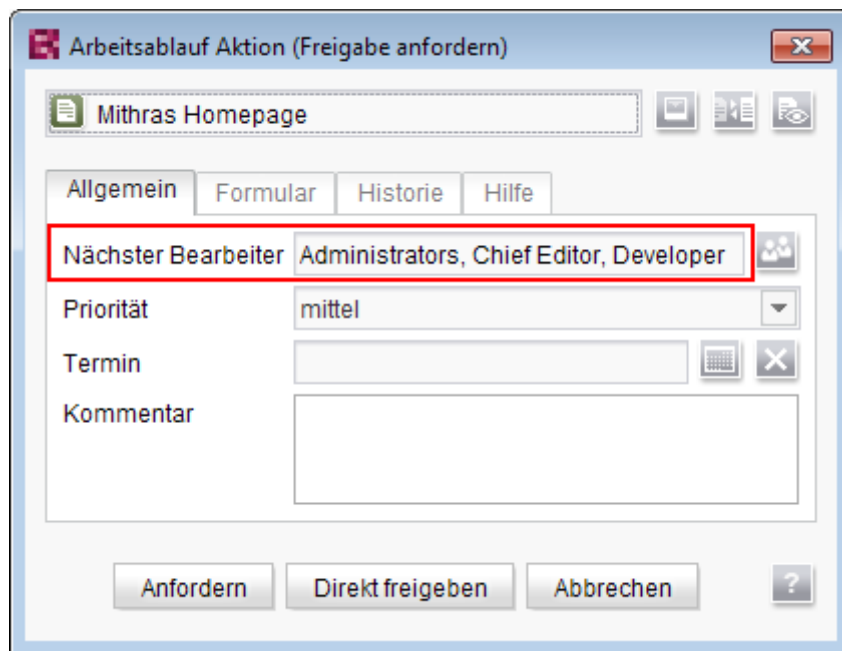 Arbeitsablauf Aktion (Freigabe anfordern)
Mithras Homepage
Allgemein Formular Historie Hilfe
Nächster Bearbeiter Administrators, Chief Editor, Developer
Priorität mittel
Termin
Kommentar
Anfordern Direkt freigeben Abbrechen ?